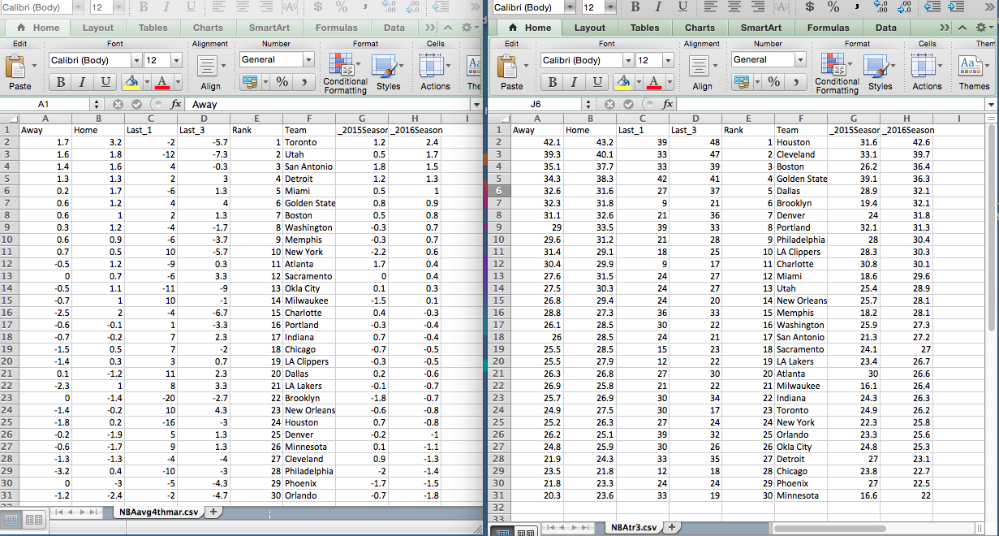 Calibri (Body) 12 B I U
Home Layout Tables Charts SmartArt Formulas Data
Edit Font Alignment Number Format Cells
Calibri (Body) 12 General
Paste B I U Align % Conditional Formatting Styles Actions The
A1 fx Away
A B C D E F G H I
1 Away Home Last_1 Last_3 Rank Team _2015Season _2016Season
2 1.7 3.2 -2 -5.7 1 Toronto 1.2 2.4
3 1.6 1.8 -12 -7.3 2 Utah 0.5 1.7
4 1.4 1.6 4 -0.3 3 San Antonio 1.8 1.5
5 1.3 1.3 2 3 4 Detroit 1.2 1.3
6 0.2 1.7 -6 1.3 5 Miami 0.5 1
7 0.6 1.2 4 4 6 Golden State 0.8 0.9
8 0.6 1 2 1.3 7 Boston 0.5 0.8
9 0.3 1.2 -4 -1.7 8 Washington -0.3 0.7
10 0.6 0.9 -6 -3.7 9 Memphis -0.3 0.7
11 0.7 0.5 10 -5.7 10 New York -2.2 0.6
12 -0.5 1.2 -9 0.3 11 Atlanta 1.7 0.4
13 0 0.7 -6 3.3 12 Sacramento 0 0.4
14 -0.5 1.1 -11 -9 13 Okla City 0.1 0.3
15 -0.7 1 10 -1 14 Milwaukee -1.5 0.1
16 -2.5 2 -4 -6.7 15 Charlotte 0.4 -0.3
17 -0.6 -0.1 1 -3.3 16 Portland -0.3 -0.4
18 -0.7 -0.2 7 2.3 17 Indiana 0.7 -0.4
19 -1.5 0.5 7 -2 18 Chicago -0.7 -0.5
20 -1.4 0.3 3 0.7 19 LA Clippers -0.3 -0.5
21 0.1 -1.2 11 2.3 20 Dallas 0.2 -0.6
22 -2.3 1 8 3.3 21 LA Lakers -0.1 -0.7
23 0 -1.4 -20 -2.7 22 Brooklyn -1.8 -0.7
24 -1.4 -0.2 10 4.3 23 New Orleans -0.6 -0.8
25 -1.8 0.2 -16 -3 24 Houston 0.7 -0.8
26 -0.2 -1.9 5 1.3 25 Denver -0.2 -1
27 -0.6 -1.7 9 1.3 26 Minnesota 0.1 -1.1
28 -1.3 -1.3 -4 -4 27 Cleveland 0.9 -1.3
29 -3.2 0.4 -10 -3 28 Philadelphia -2 -1.4
30 0 -3 -5 -4.3 29 Phoenix -1.7 -1.5
31 -1.2 -2.4 -2 -4.7 30 Orlando -0.7 -1.8
NBAavg4thmar.csv
Calibri (Body) 12 B I U $ %
Home Layout Tables Charts SmartArt Formulas Data
Edit Font Alignment Number Format Cells Them
Calibri (Body) 12 General
Paste B I U Align % Conditional Formatting Styles Actions Themes
J6 fx
A B C D E F G H I
1 Away Home Last_1 Last_3 Rank Team _2015Season _2016Season
2 42.1 43.2 39 48 1 Houston 31.6 42.6
3 39.3 40.1 33 47 2 Cleveland 33.1 39.7
4 35.1 37.7 33 39 3 Boston 26.2 36.4
5 34.3 38.3 42 41 4 Golden State 39.1 36.3
6 32.6 31.6 27 37 5 Dallas 28.9 32.1
7 32.3 31.8 9 21 6 Brooklyn 19.4 32.1
8 31.1 32.6 21 36 7 Denver 24 31.8
9 29 33.5 39 33 8 Portland 32.1 31.3
10 29.6 31.2 21 28 9 Philadelphia 28 30.4
11 31.4 29.1 18 25 10 LA Clippers 28.3 30.3
12 30.4 29.9 9 17 11 Charlotte 30.8 30.1
13 27.6 31.5 24 27 12 Miami 18.6 29.6
14 27.5 30.3 24 27 13 Utah 25.4 28.9
15 26.8 29.4 24 20 14 New Orleans 25.7 28.1
16 28.8 27.3 36 33 15 Memphis 18.2 28.1
17 26.1 28.5 30 22 16 Washington 25.9 27.3
18 26 28.5 24 21 17 San Antonio 21.3 27.2
19 25.5 28.5 15 23 18 Sacramento 24.1 27
20 25.5 27.9 12 22 19 LA Lakers 23.4 26.7
21 26.3 26.8 27 30 20 Atlanta 30 26.6
22 26.9 25.8 21 22 21 Milwaukee 16.1 26.4
23 25.7 26.9 30 34 22 Indiana 24.3 26.3
24 24.9 27.5 30 17 23 Toronto 24.9 26.2
25 25.2 26.3 27 24 24 New York 22.3 25.8
26 26.2 25.1 39 32 25 Orlando 23.3 25.6
27 24.8 25.9 30 26 26 Okla City 24.8 25.3
28 21.9 24.3 33 35 27 Detroit 27 23.1
29 23.5 21.8 12 18 28 Chicago 23.8 22.7
30 21.8 23.3 24 24 29 Phoenix 27 22.5
31 20.3 23.6 33 19 30 Minnesota 16.6 22
32
33
NBAtr3.csv